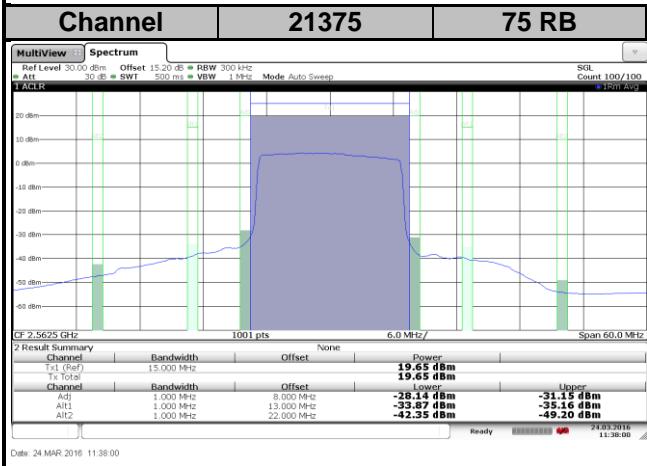 Channel 21375 75 RB
MultiView Spectrum
Ref Level 30.00 dBm Offset 15.20 dB RBW 300 kHz SGL
Att 30 dB SWT 500 ms VBW 1 MHz Mode Auto Sweep Count 100/100
1 ACLR 1Rm Avg
20 dBm
10 dBm
0 dBm
-10 dBm
-20 dBm
-30 dBm
-40 dBm
-50 dBm
-60 dBm
CF 2.5625 GHz 1001 pts 6.0 MHz/ Span 60.0 MHz
2 Result Summary None
Channel Bandwidth Offset Power
Tx1 (Ref) 15.000 MHz 19.65 dBm
Tx Total 19.65 dBm
Channel Bandwidth Offset Lower Upper
Adj 1.000 MHz 8.000 MHz -28.14 dBm -31.15 dBm
Alt1 1.000 MHz 13.000 MHz -33.87 dBm -35.16 dBm
Alt2 1.000 MHz 22.000 MHz -42.35 dBm -49.20 dBm
Ready 24.03.2016
11:38:00
Date: 24.MAR.2016 11:38:00